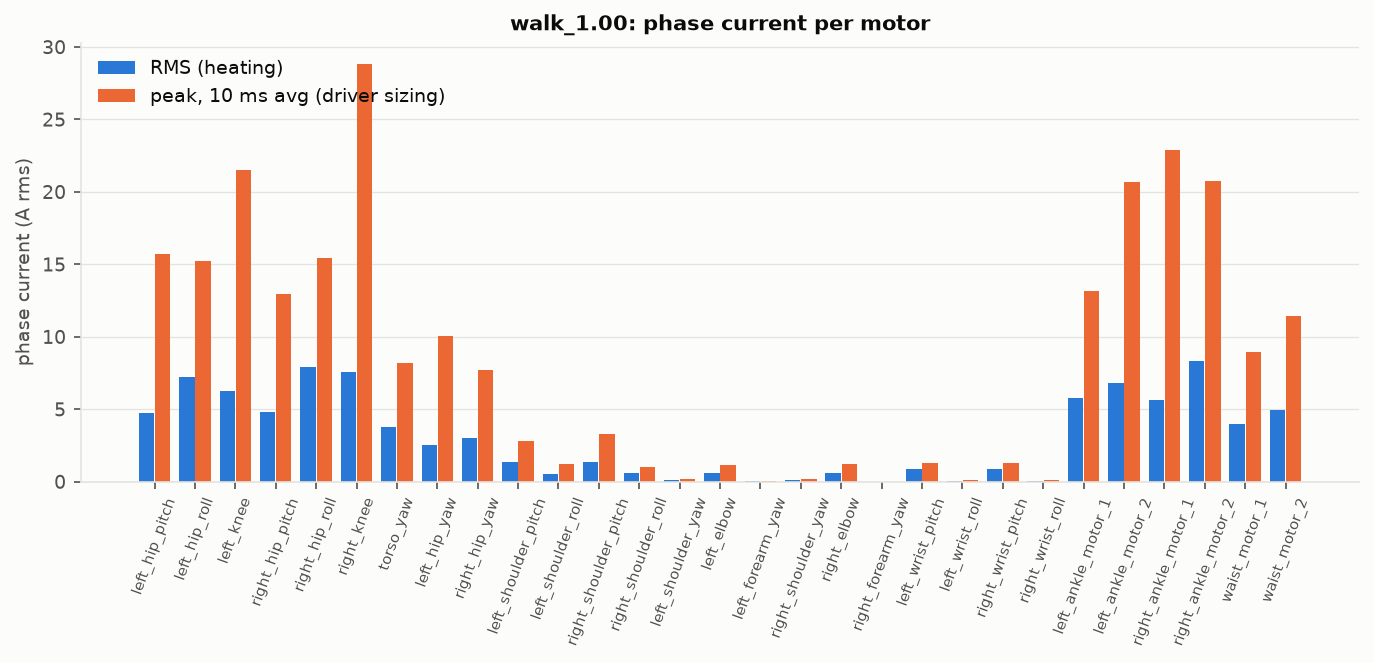 walk_1.00: phase current per motor
RMS (heating)
peak, 10 ms avg (driver sizing)
phase current (A rms)
30
25
20
15
10
5
0
left_hip_pitch
left_hip_roll
left_knee
right_hip_pitch
right_hip_roll
right_knee
torso_yaw
left_hip_yaw
right_hip_yaw
left_shoulder_pitch
left_shoulder_roll
right_shoulder_pitch
right_shoulder_roll
left_shoulder_yaw
left_elbow
left_forearm_yaw
right_shoulder_yaw
right_elbow
right_forearm_yaw
left_wrist_pitch
left_wrist_roll
right_wrist_pitch
right_wrist_roll
left_ankle_motor_1
left_ankle_motor_2
right_ankle_motor_1
right_ankle_motor_2
waist_motor_1
waist_motor_2